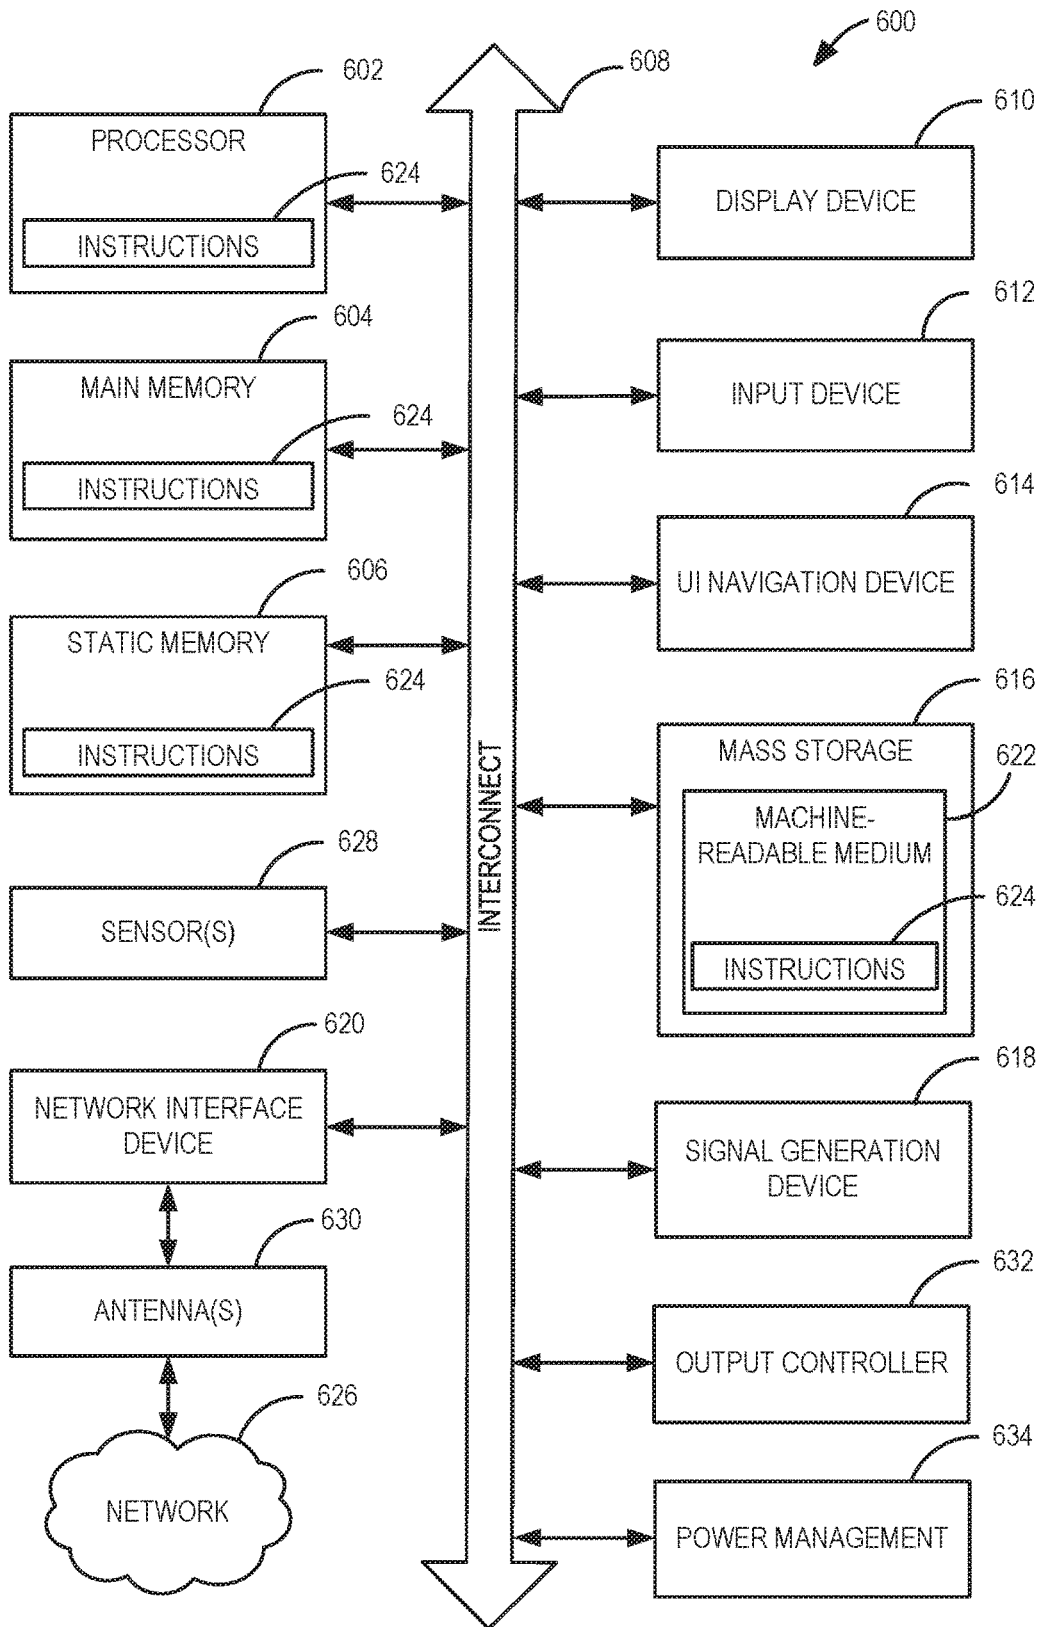 600
602
PROCESSOR
624
INSTRUCTIONS
604
MAIN MEMORY
624
INSTRUCTIONS
606
STATIC MEMORY
624
INSTRUCTIONS
628
SENSOR(S)
620
NETWORK INTERFACE
DEVICE
630
ANTENNA(S)
626
NETWORK
608
INTERCONNECT
610
DISPLAY DEVICE
612
INPUT DEVICE
614
UI NAVIGATION DEVICE
616
MASS STORAGE
622
MACHINE-
READABLE MEDIUM
624
INSTRUCTIONS
618
SIGNAL GENERATION
DEVICE
632
OUTPUT CONTROLLER
634
POWER MANAGEMENT